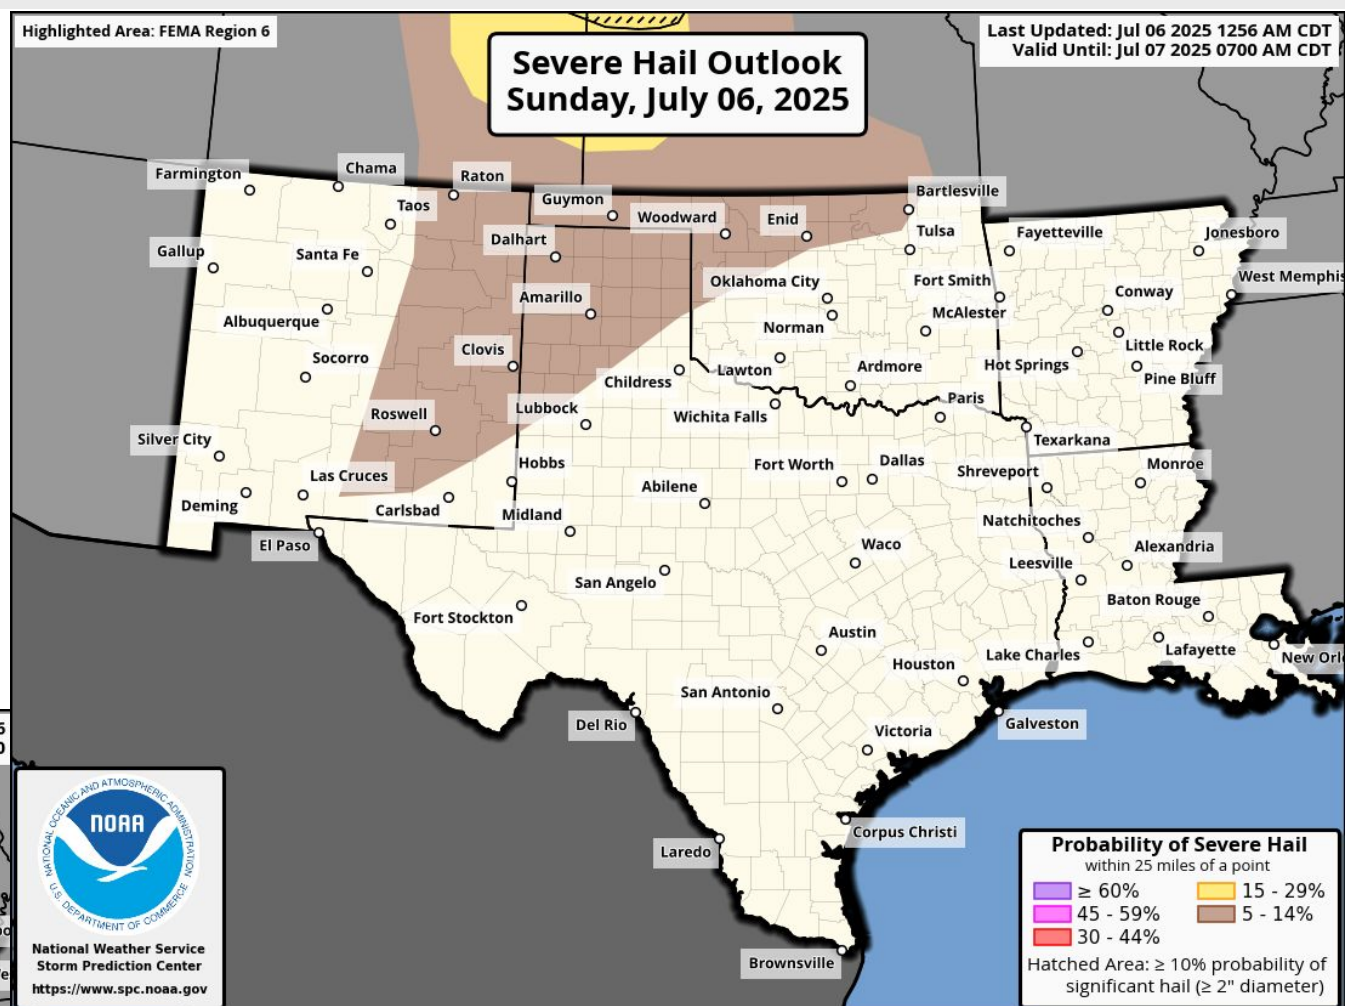 Highlighted Area: FEMA Region 6
Severe Hail Outlook
Sunday, July 06, 2025
Last Updated: Jul 06 2025 1256 AM CDT
Valid Until: Jul 07 2025 0700 AM CDT
Farmington
Chama
Raton
Taos
Guymon
Woodward
Enid
Bartlesville
Gallup
Santa Fe
Dalhart
Tulsa
Fayetteville
Jonesboro
Albuquerque
Amarillo
Oklahoma City
Fort Smith
Conway
West Memphis
Norman
McAlester
Socorro
Clovis
Childress
Lawton
Ardmore
Hot Springs
Little Rock
Pine Bluff
Roswell
Lubbock
Wichita Falls
Paris
Texarkana
Silver City
Las Cruces
Hobbs
Fort Worth
Dallas
Shreveport
Monroe
Deming
Carlsbad
Midland
Abilene
Natchitoches
El Paso
Waco
Leesville
Alexandria
San Angelo
Fort Stockton
Baton Rouge
Austin
Houston
Lake Charles
Lafayette
New Orl
San Antonio
Del Rio
Victoria
Galveston
Corpus Christi
Laredo
Brownsville
NATIONAL OCEANIC AND ATMOSPHERIC ADMINISTRATION
NOAA
U.S. DEPARTMENT OF COMMERCE
National Weather Service
Storm Prediction Center
https://www.spc.noaa.gov
Probability of Severe Hail
within 25 miles of a point
≥ 60%
15 - 29%
45 - 59%
5 - 14%
30 - 44%
Hatched Area: ≥ 10% probability of
significant hail (≥ 2" diameter)